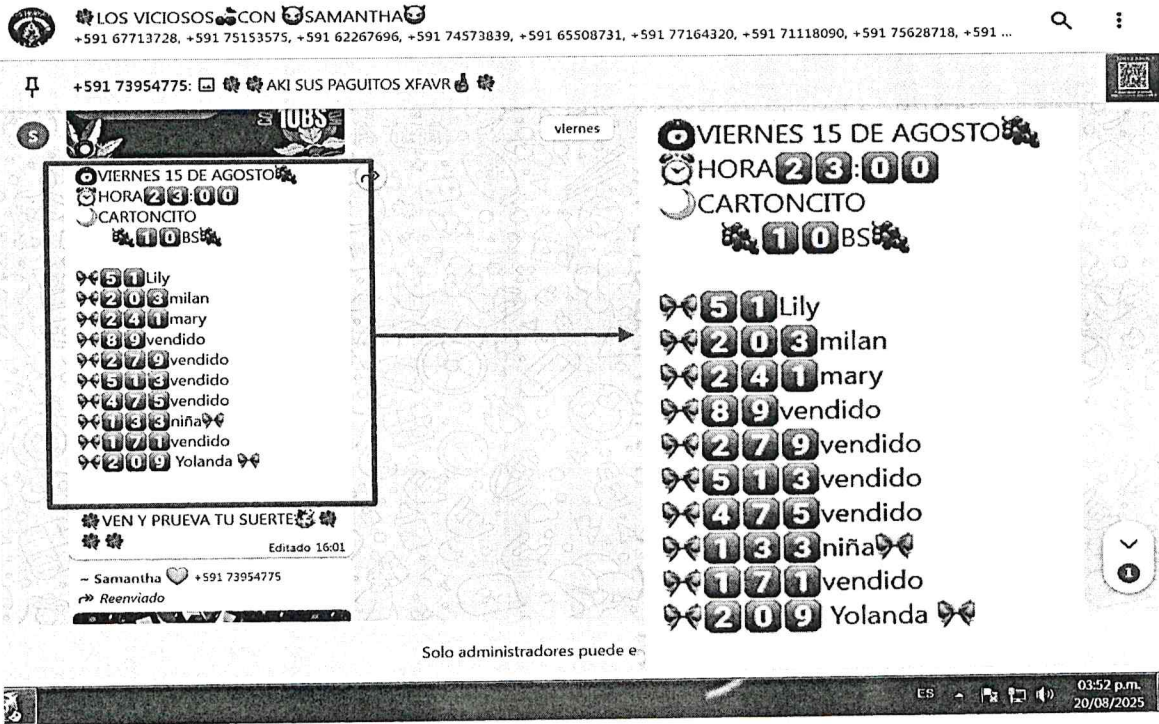 LOS VICIOSOS🍒CON 😈SAMANTHA😈
+591 67713728, +591 75153575, +591 62267696, +591 74573839, +591 65508731, +591 77164320, +591 71118090, +591 75628718, +591 ...
+591 73954775: AKI SUS PAGUITOS XFAVR
S
10BS
viernes
VIERNES 15 DE AGOSTO
HORA 23:00
CARTONCITO
10BS
51Lily
203milan
241mary
89vendido
279vendido
513vendido
475vendido
133niña
171vendido
209 Yolanda
VEN Y PRUEVA TU SUERTE
Editado 16:01
~ Samantha +591 73954775
Reenviado
VIERNES 15 DE AGOSTO
HORA 23:00
CARTONCITO
10BS
51Lily
203milan
241mary
89vendido
279vendido
513vendido
475vendido
133niña
171vendido
209 Yolanda
1
Solo administradores puede e
ES
03:52 p.m.
20/08/2025